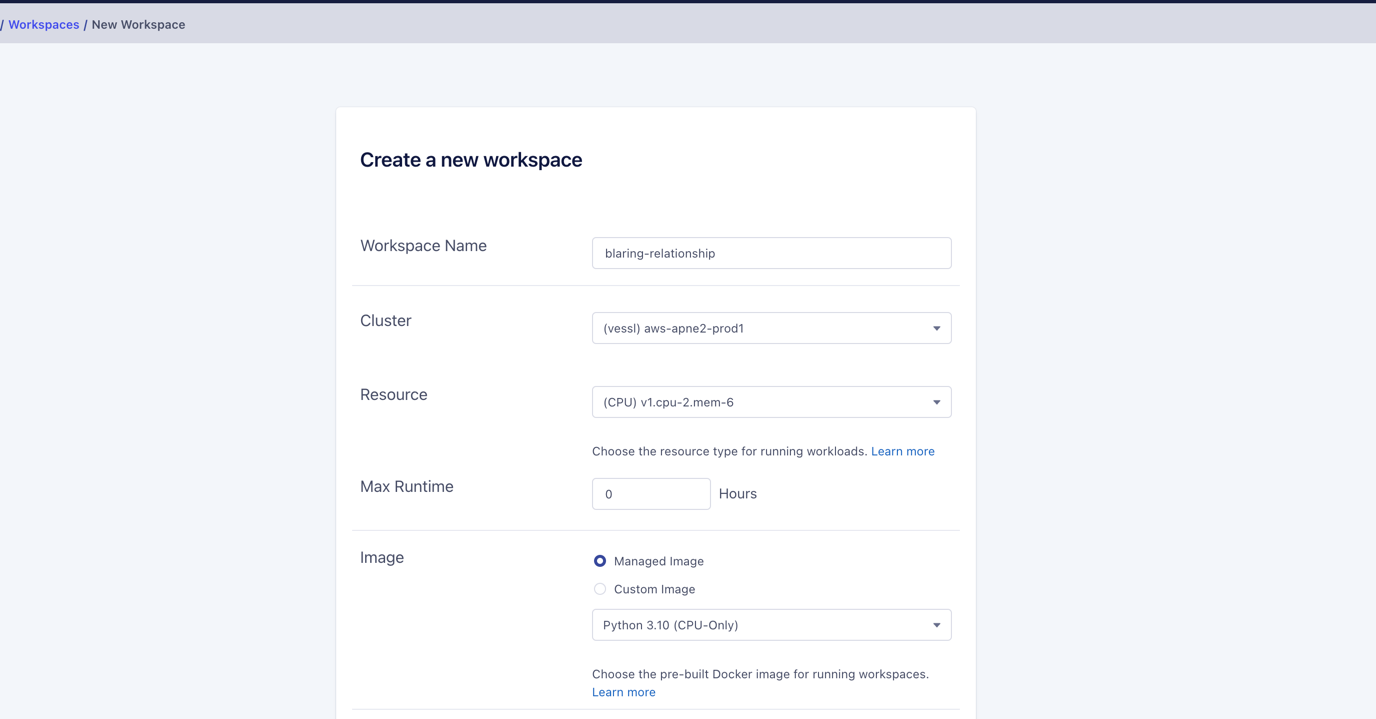 / Workspaces / New Workspace
Create a new workspace
Workspace Name
blaring-relationship
Cluster
(vessl) aws-apne2-prod1
Resource
(CPU) v1.cpu-2.mem-6
Choose the resource type for running workloads. Learn more
Max Runtime
0 Hours
Image
Managed Image
Custom Image
Python 3.10 (CPU-Only)
Choose the pre-built Docker image for running workspaces.
Learn more